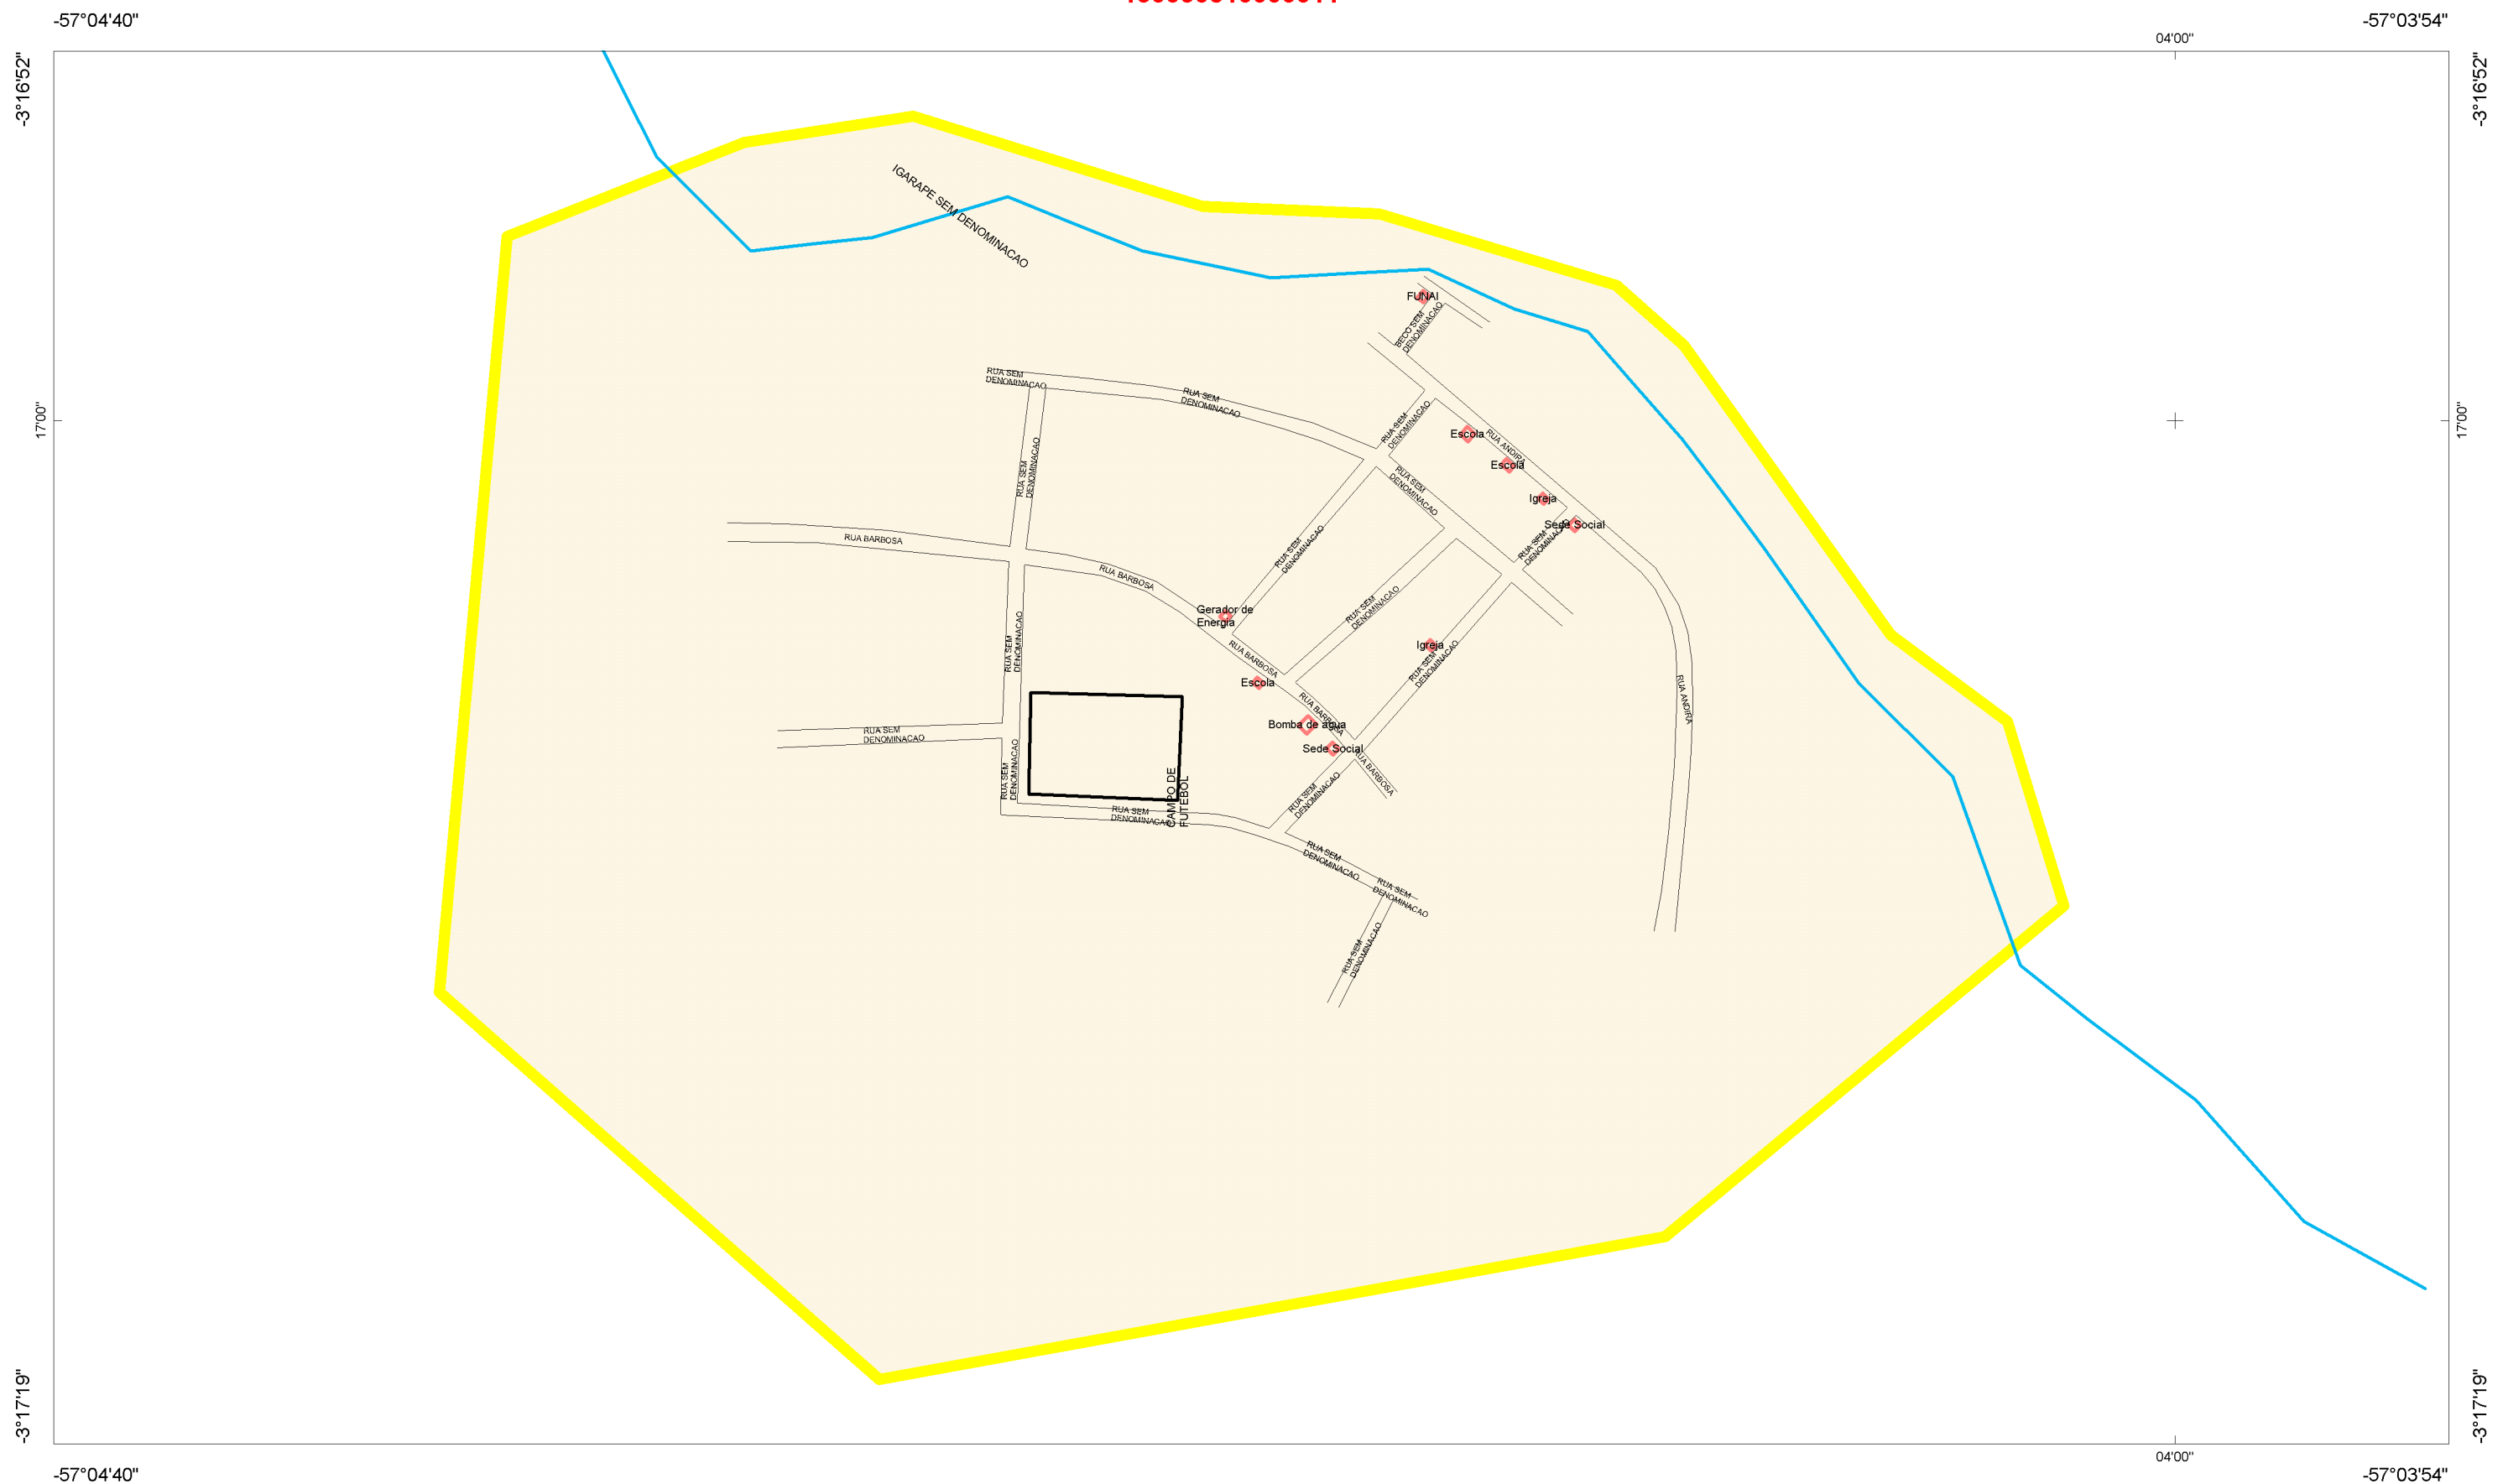 -57°04'40"
-57°03'54"
04'00"
-3°16'52"
-3°16'52"
IGARAPE SEM DENOMINACAO
FUNAI
BECO SEM
DENOMINACAO
RUA SEM
DENOMINACAO
RUA SEM
DENOMINACAO
RUA SEM
DENOMINACAO
17'00"
17'00"
Escola
RUA ANDIRA
Escola
RUA SEM
DENOMINACAO
RUA SEM
DENOMINACAO
Igreja
Sede Social
RUA SEM
DENOMINACAO
RUA BARBOSA
RUA SEM
DENOMINACAO
RUA BARBOSA
Gerador de
Energia
RUA SEM
DENOMINACAO
RUA SEM
DENOMINACAO
RUA BARBOSA
Igreja
RUA SEM
DENOMINACAO
Escola
RUA ANDIRA
RUA BARBOSA
Bomba de agua
RUA SEM
DENOMINACAO
Sede Social
RUA BARBOSA
RUA SEM
DENOMINACAO
CAMPO DE
FUTEBOL
RUA SEM
DENOMINACAO
RUA SEM
DENOMINACAO
RUA SEM
DENOMINACAO
RUA SEM
DENOMINACAO
RUA SEM
DENOMINACAO
-3°17'19"
-3°17'19"
04'00"
-57°04'40"
-57°03'54"